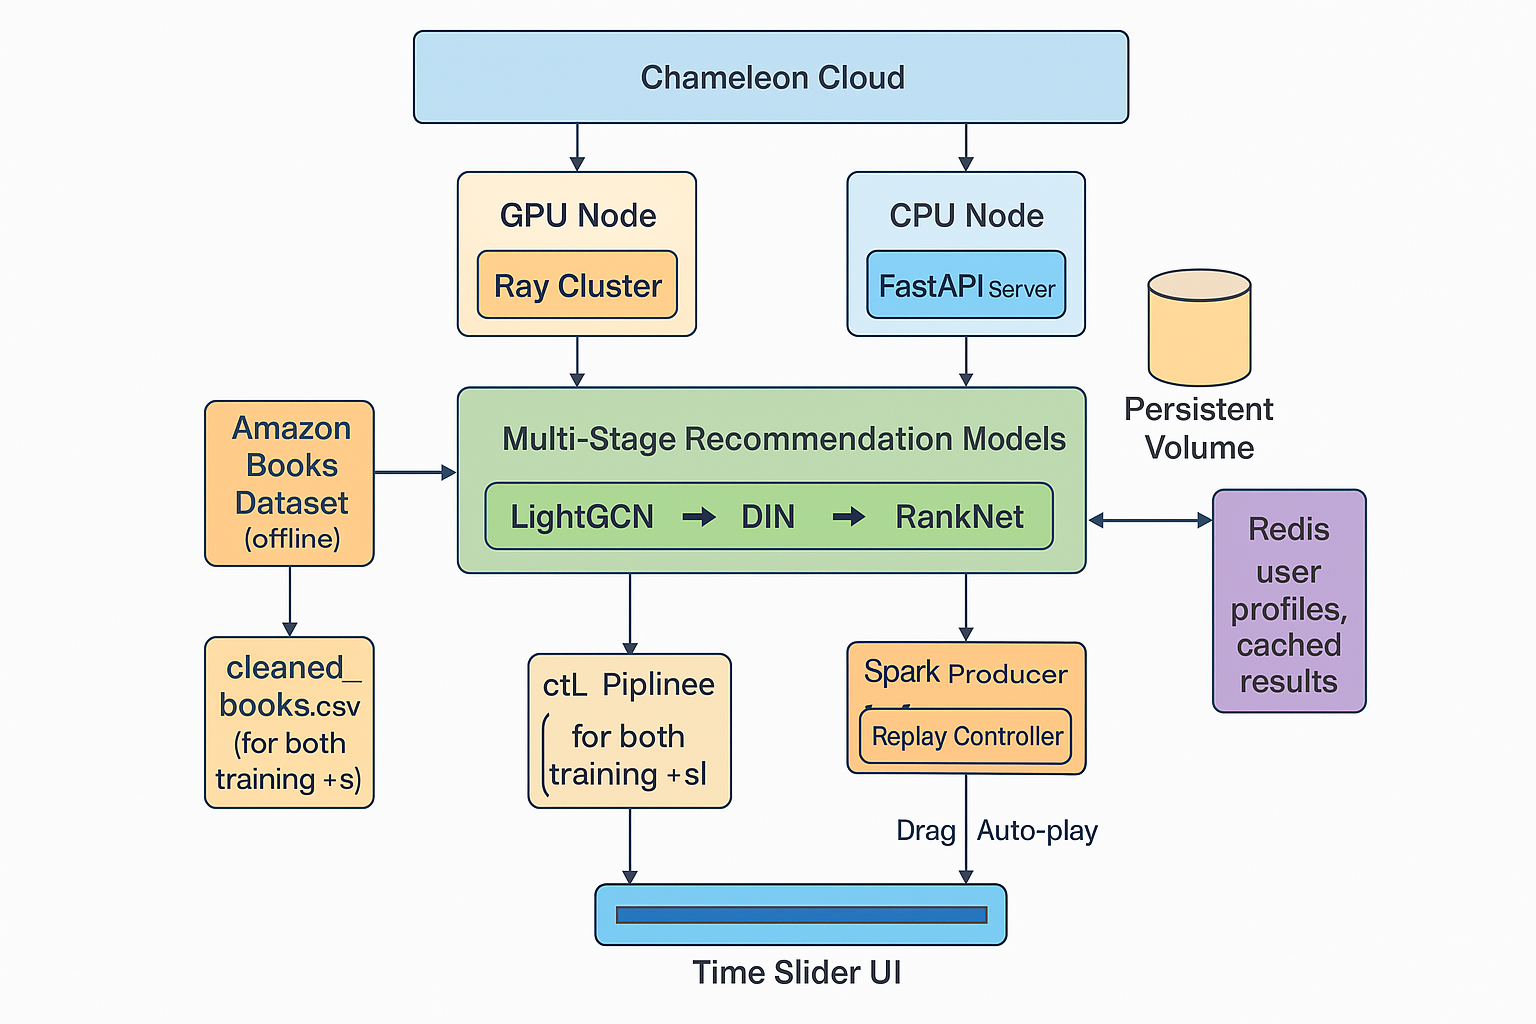 Chameleon Cloud
GPU Node
Ray Cluster
CPU Node
FastAPI Server
Persistent
Volume
Amazon
Books
Dataset
(offline)
Multi-Stage Recommendation Models
LightGCN → DIN → RankNet
Redis
user
profiles,
cached
results
cleaned_
books.csv
(for both
training +s)
ctL Piplinee
(for both
training +sl
Spark Producer
Replay Controller
Drag Auto-play
Time Slider UI